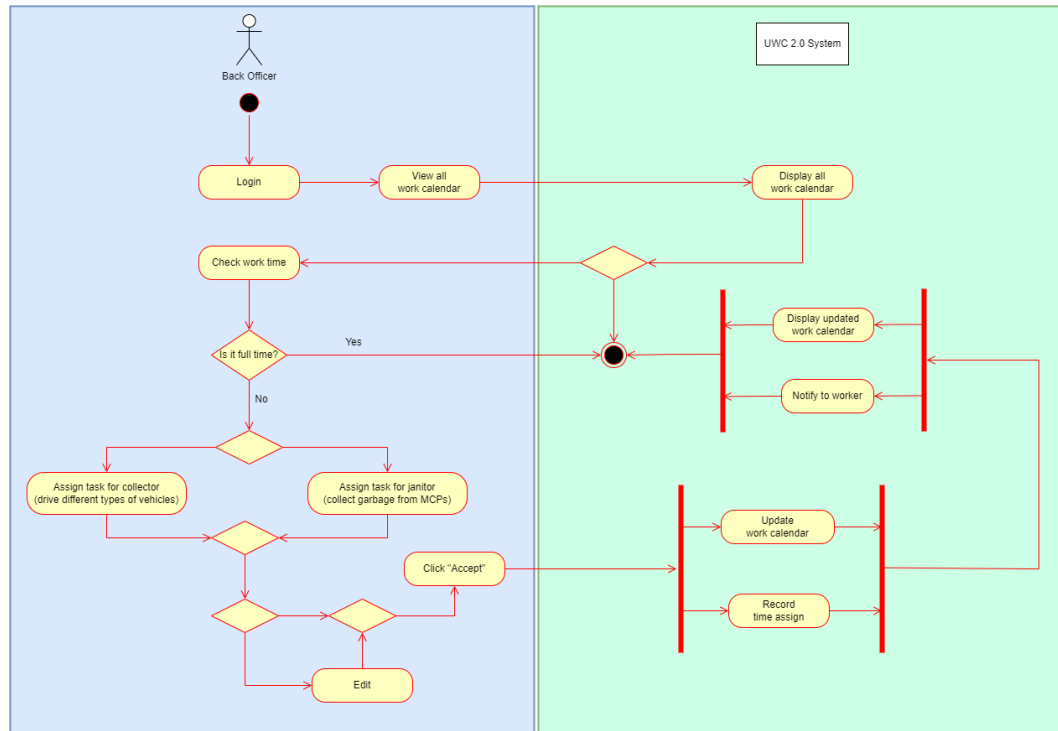 UWC 2.0 System
Back Officer
Login
View all
work calendar
Display all
work calendar
Check work time
Display updated
work calendar
Is it full time?
Yes
Notify to worker
No
Assign task for collector
(drive different types of vehicles)
Assign task for janitor
(collect garbage from MCPs)
Update
work calendar
Click "Accept"
Record
time assign
Edit